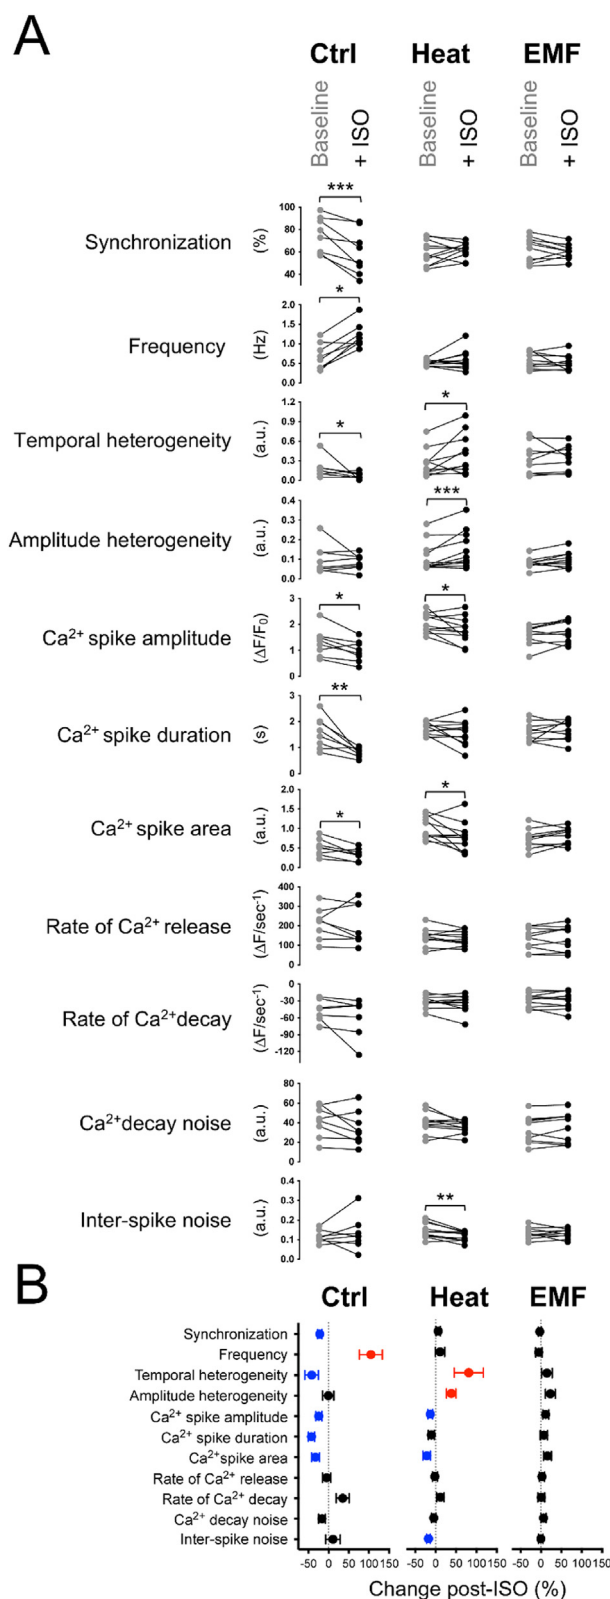 A
Ctrl Heat EMF
Baseline + ISO Baseline + ISO Baseline + ISO
Synchronization (%) 100 80 60 40 ***
Frequency (Hz) 2.0 1.5 1.0 0.5 0.0 *
Temporal heterogeneity (a.u.) 1.2 0.9 0.6 0.3 0.0 * *
Amplitude heterogeneity (a.u.) 0.4 0.3 0.2 0.1 0.0 ***
Ca²⁺ spike amplitude (ΔF/F₀) 4 3 2 1 0 * *
Ca²⁺ spike duration (s) 3 2 1 0 **
Ca²⁺ spike area (a.u.) 2.0 1.5 1.0 0.5 0.0 * *
Rate of Ca²⁺ release (ΔF/sec⁻¹) 400 300 200 100 0
Rate of Ca²⁺decay (ΔF/sec⁻¹) 0 -30 -60 -90 -120
Ca²⁺decay noise (a.u.) 80 60 40 20 0
Inter-spike noise (a.u.) 0.4 0.3 0.2 0.1 0.0 **
B
Ctrl Heat EMF
Synchronization
Frequency
Temporal heterogeneity
Amplitude heterogeneity
Ca²⁺ spike amplitude
Ca²⁺ spike duration
Ca²⁺spike area
Rate of Ca²⁺ release
Rate of Ca²⁺ decay
Ca²⁺ decay noise
Inter-spike noise
-50 0 50 100 150 -50 0 50 100 150 -50 0 50 100 150
Change post-ISO (%)